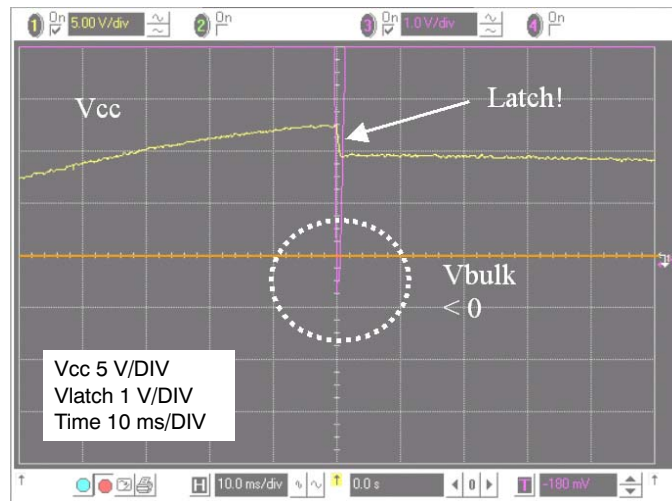 1 On 5.00 V/div 2 On 3 On 1.0 V/div 4 On
Vcc
Latch!
Vbulk
< 0
Vcc 5 V/DIV
Vlatch 1 V/DIV
Time 10 ms/DIV
H 10.0 ms/div 0.0 s 0 T -180 mV